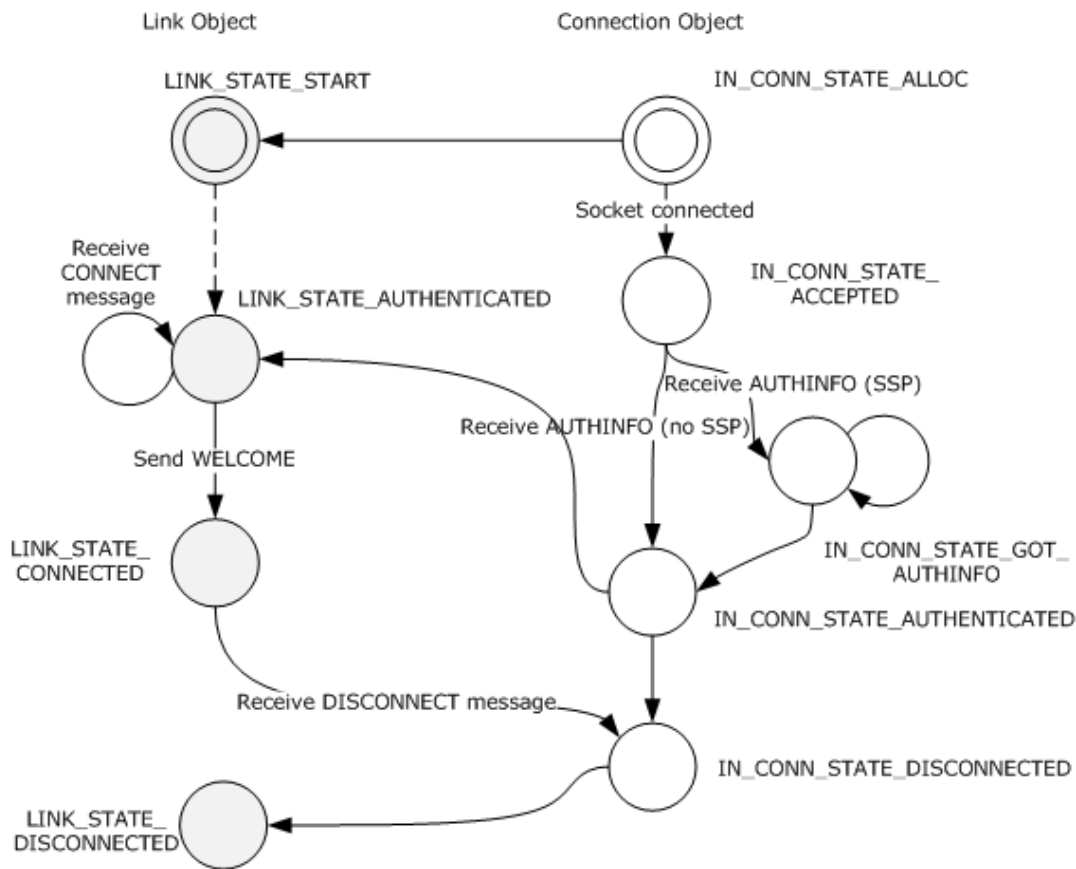 Link Object
Connection Object
LINK_STATE_START
IN_CONN_STATE_ALLOC
Socket connected
Receive
CONNECT
message
IN_CONN_STATE_
ACCEPTED
LINK_STATE_AUTHENTICATED
Receive AUTHINFO (SSP)
Receive AUTHINFO (no SSP)
Send WELCOME
LINK_STATE_
CONNECTED
IN_CONN_STATE_GOT_
AUTHINFO
IN_CONN_STATE_AUTHENTICATED
Receive DISCONNECT message
IN_CONN_STATE_DISCONNECTED
LINK_STATE_
DISCONNECTED